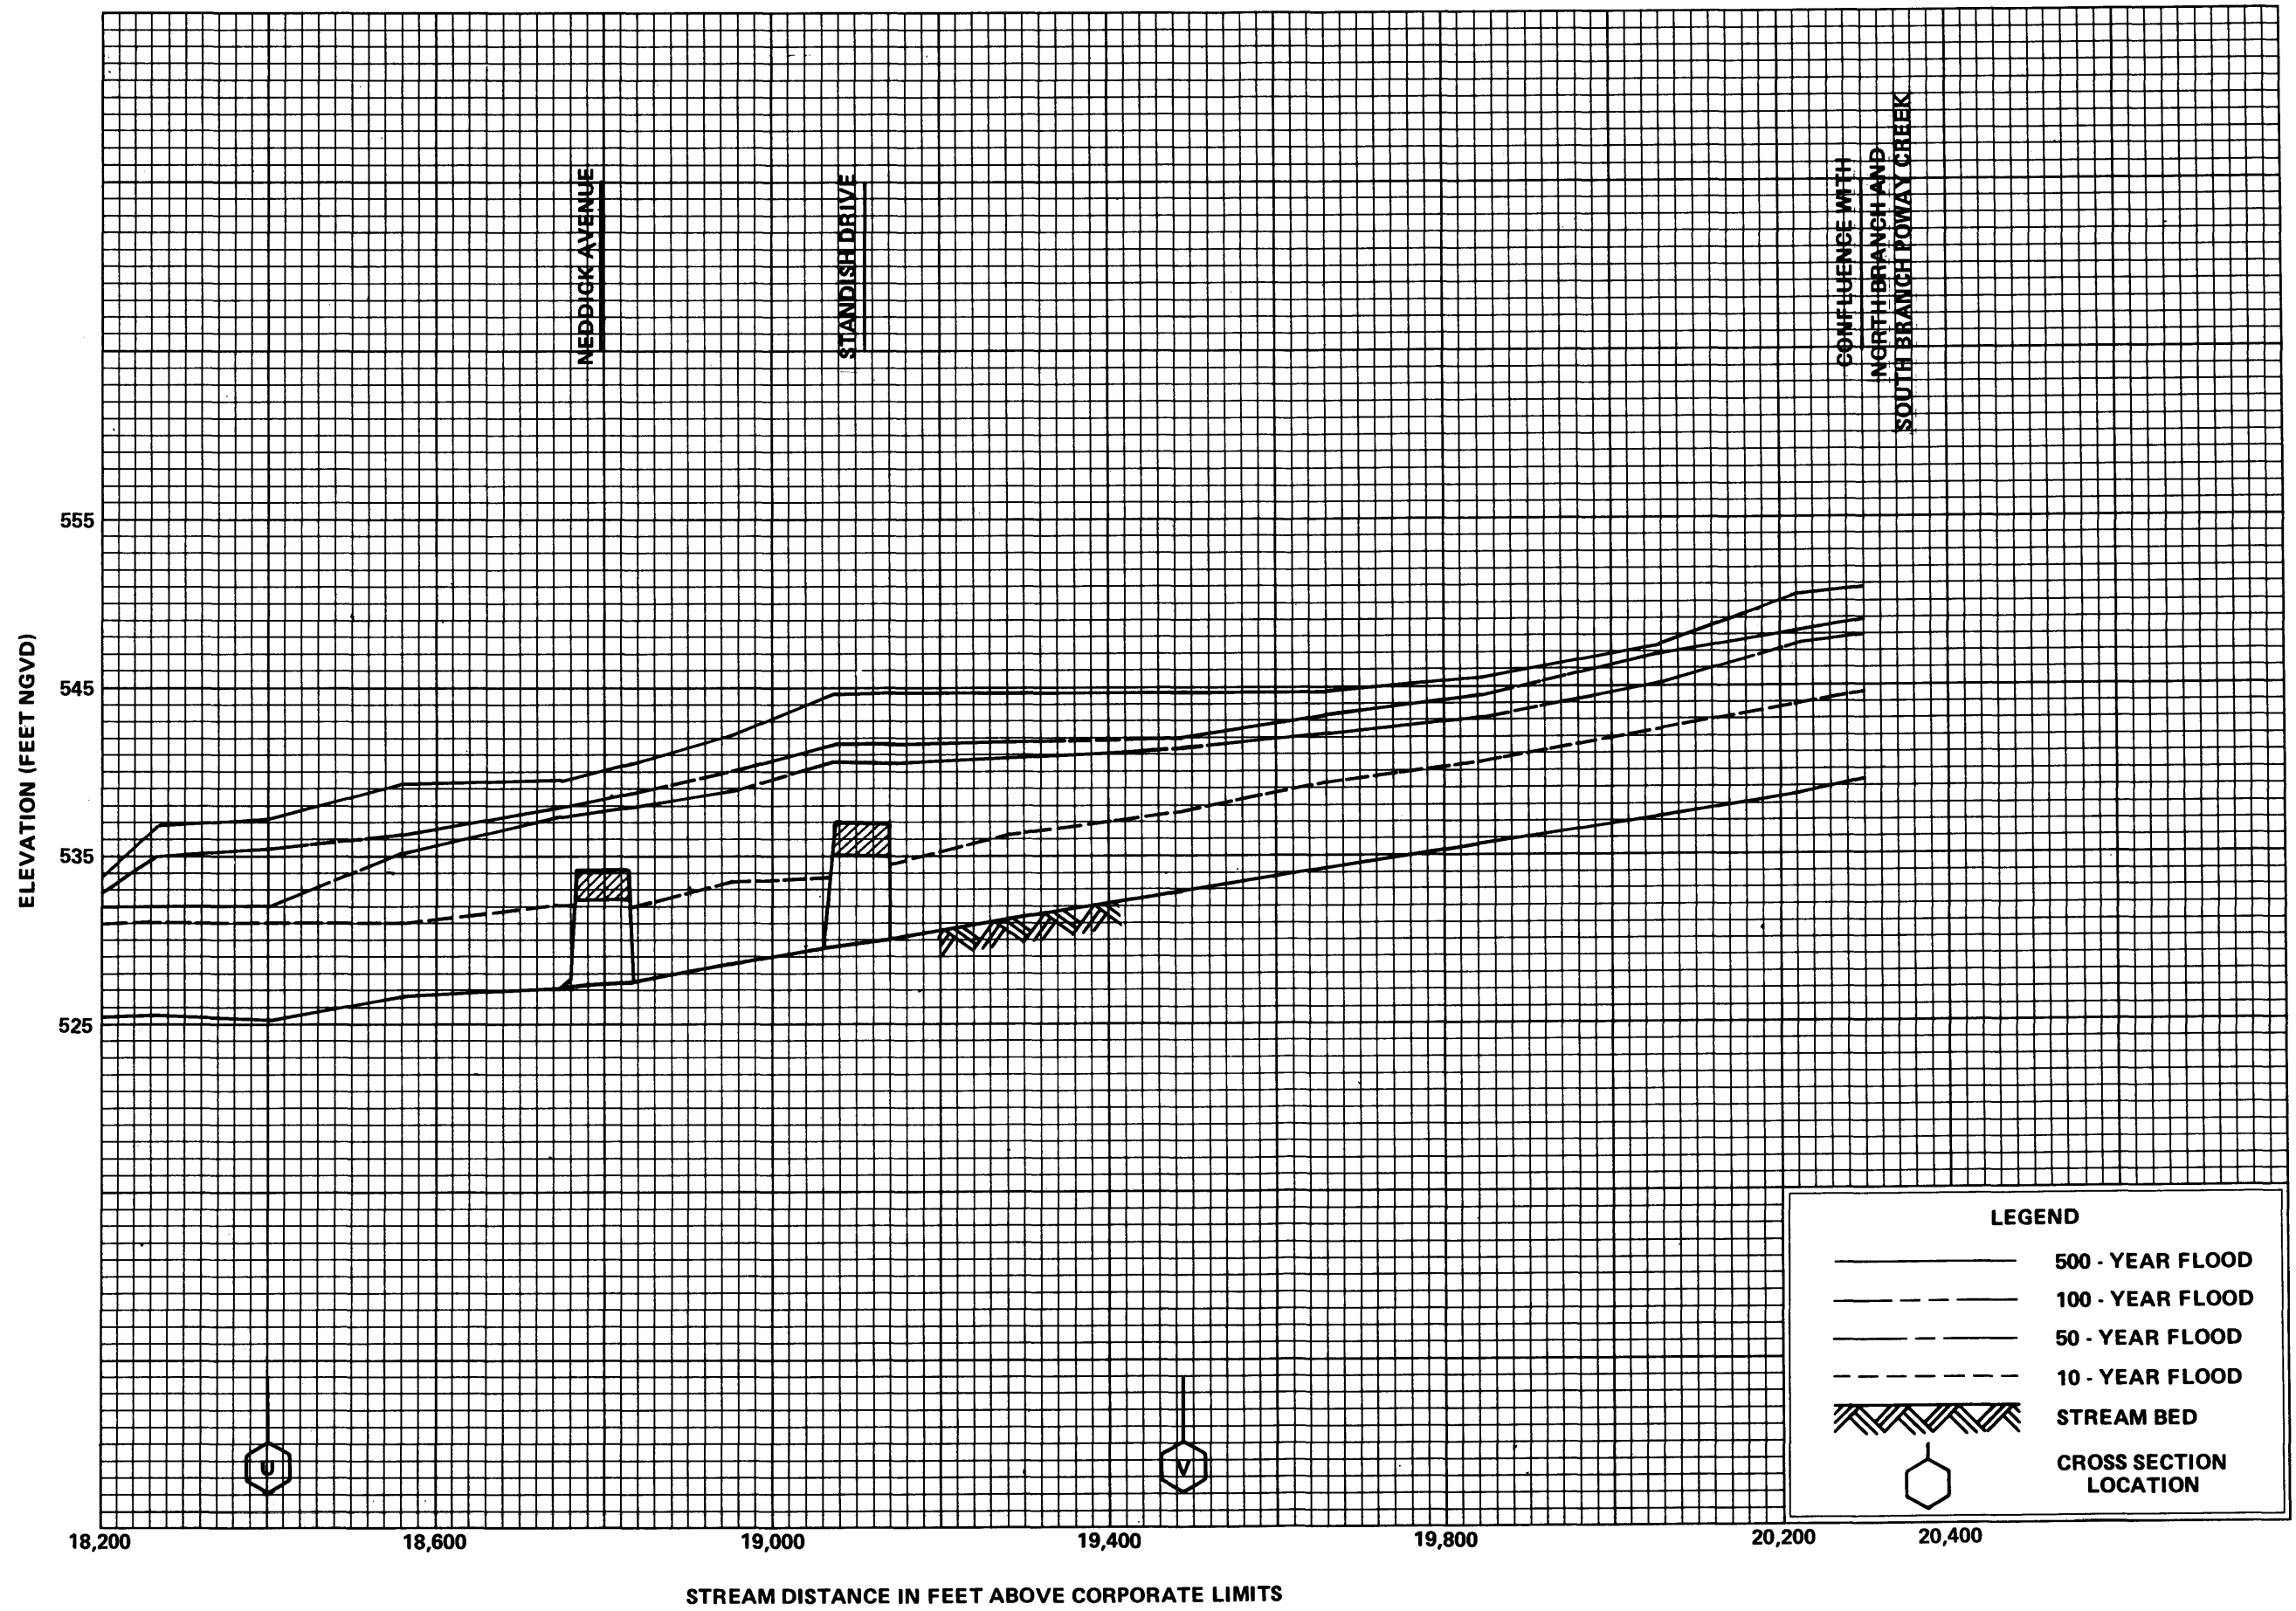 NEDDICK AVENUE
STANDISH DRIVE
CONFLUENCE WITH
NORTH BRANCH AND
SOUTH BRANCH POWAY CREEK
ELEVATION (FEET NGVD)
555
545
535
525
U
V
18,200
18,600
19,000
19,400
19,800
20,200
20,400
STREAM DISTANCE IN FEET ABOVE CORPORATE LIMITS
LEGEND
500 - YEAR FLOOD
100 - YEAR FLOOD
50 - YEAR FLOOD
10 - YEAR FLOOD
STREAM BED
CROSS SECTION
LOCATION